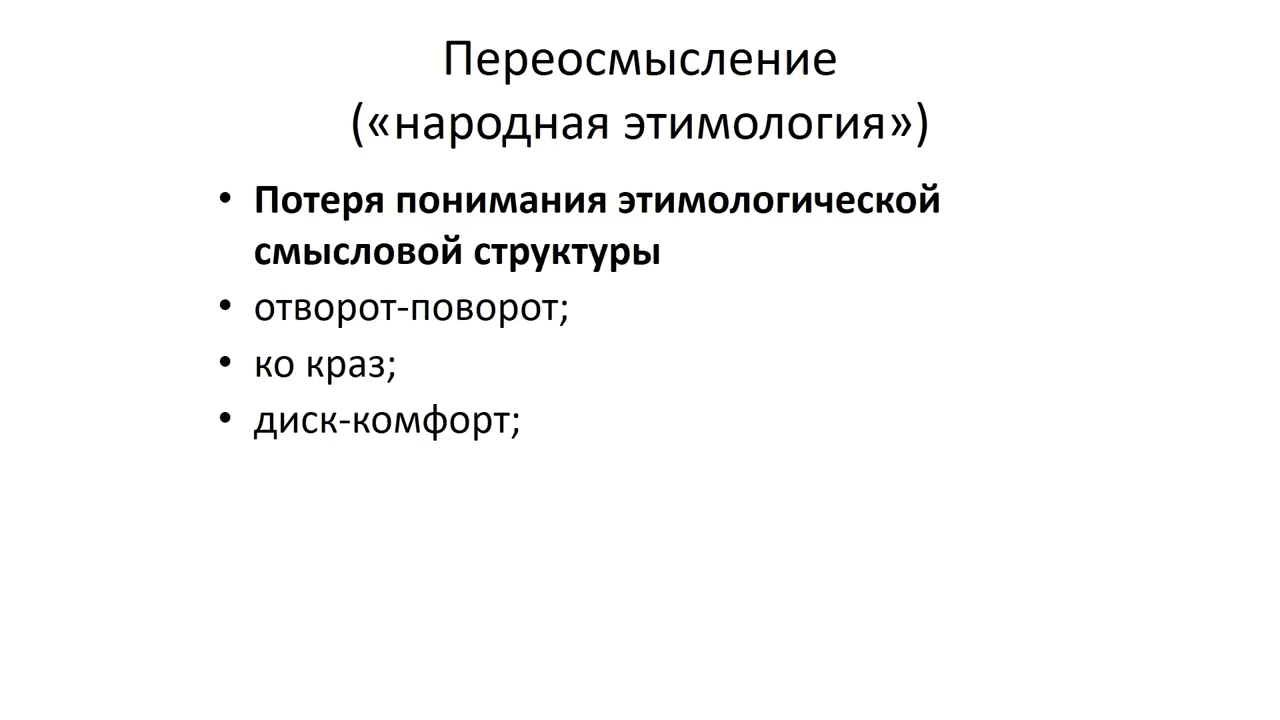 Переосмысление
(«народная этимология»)
• Потеря понимания этимологической
смысловой структуры
• отворот-поворот;
• ко краз;
• диск-комфорт;